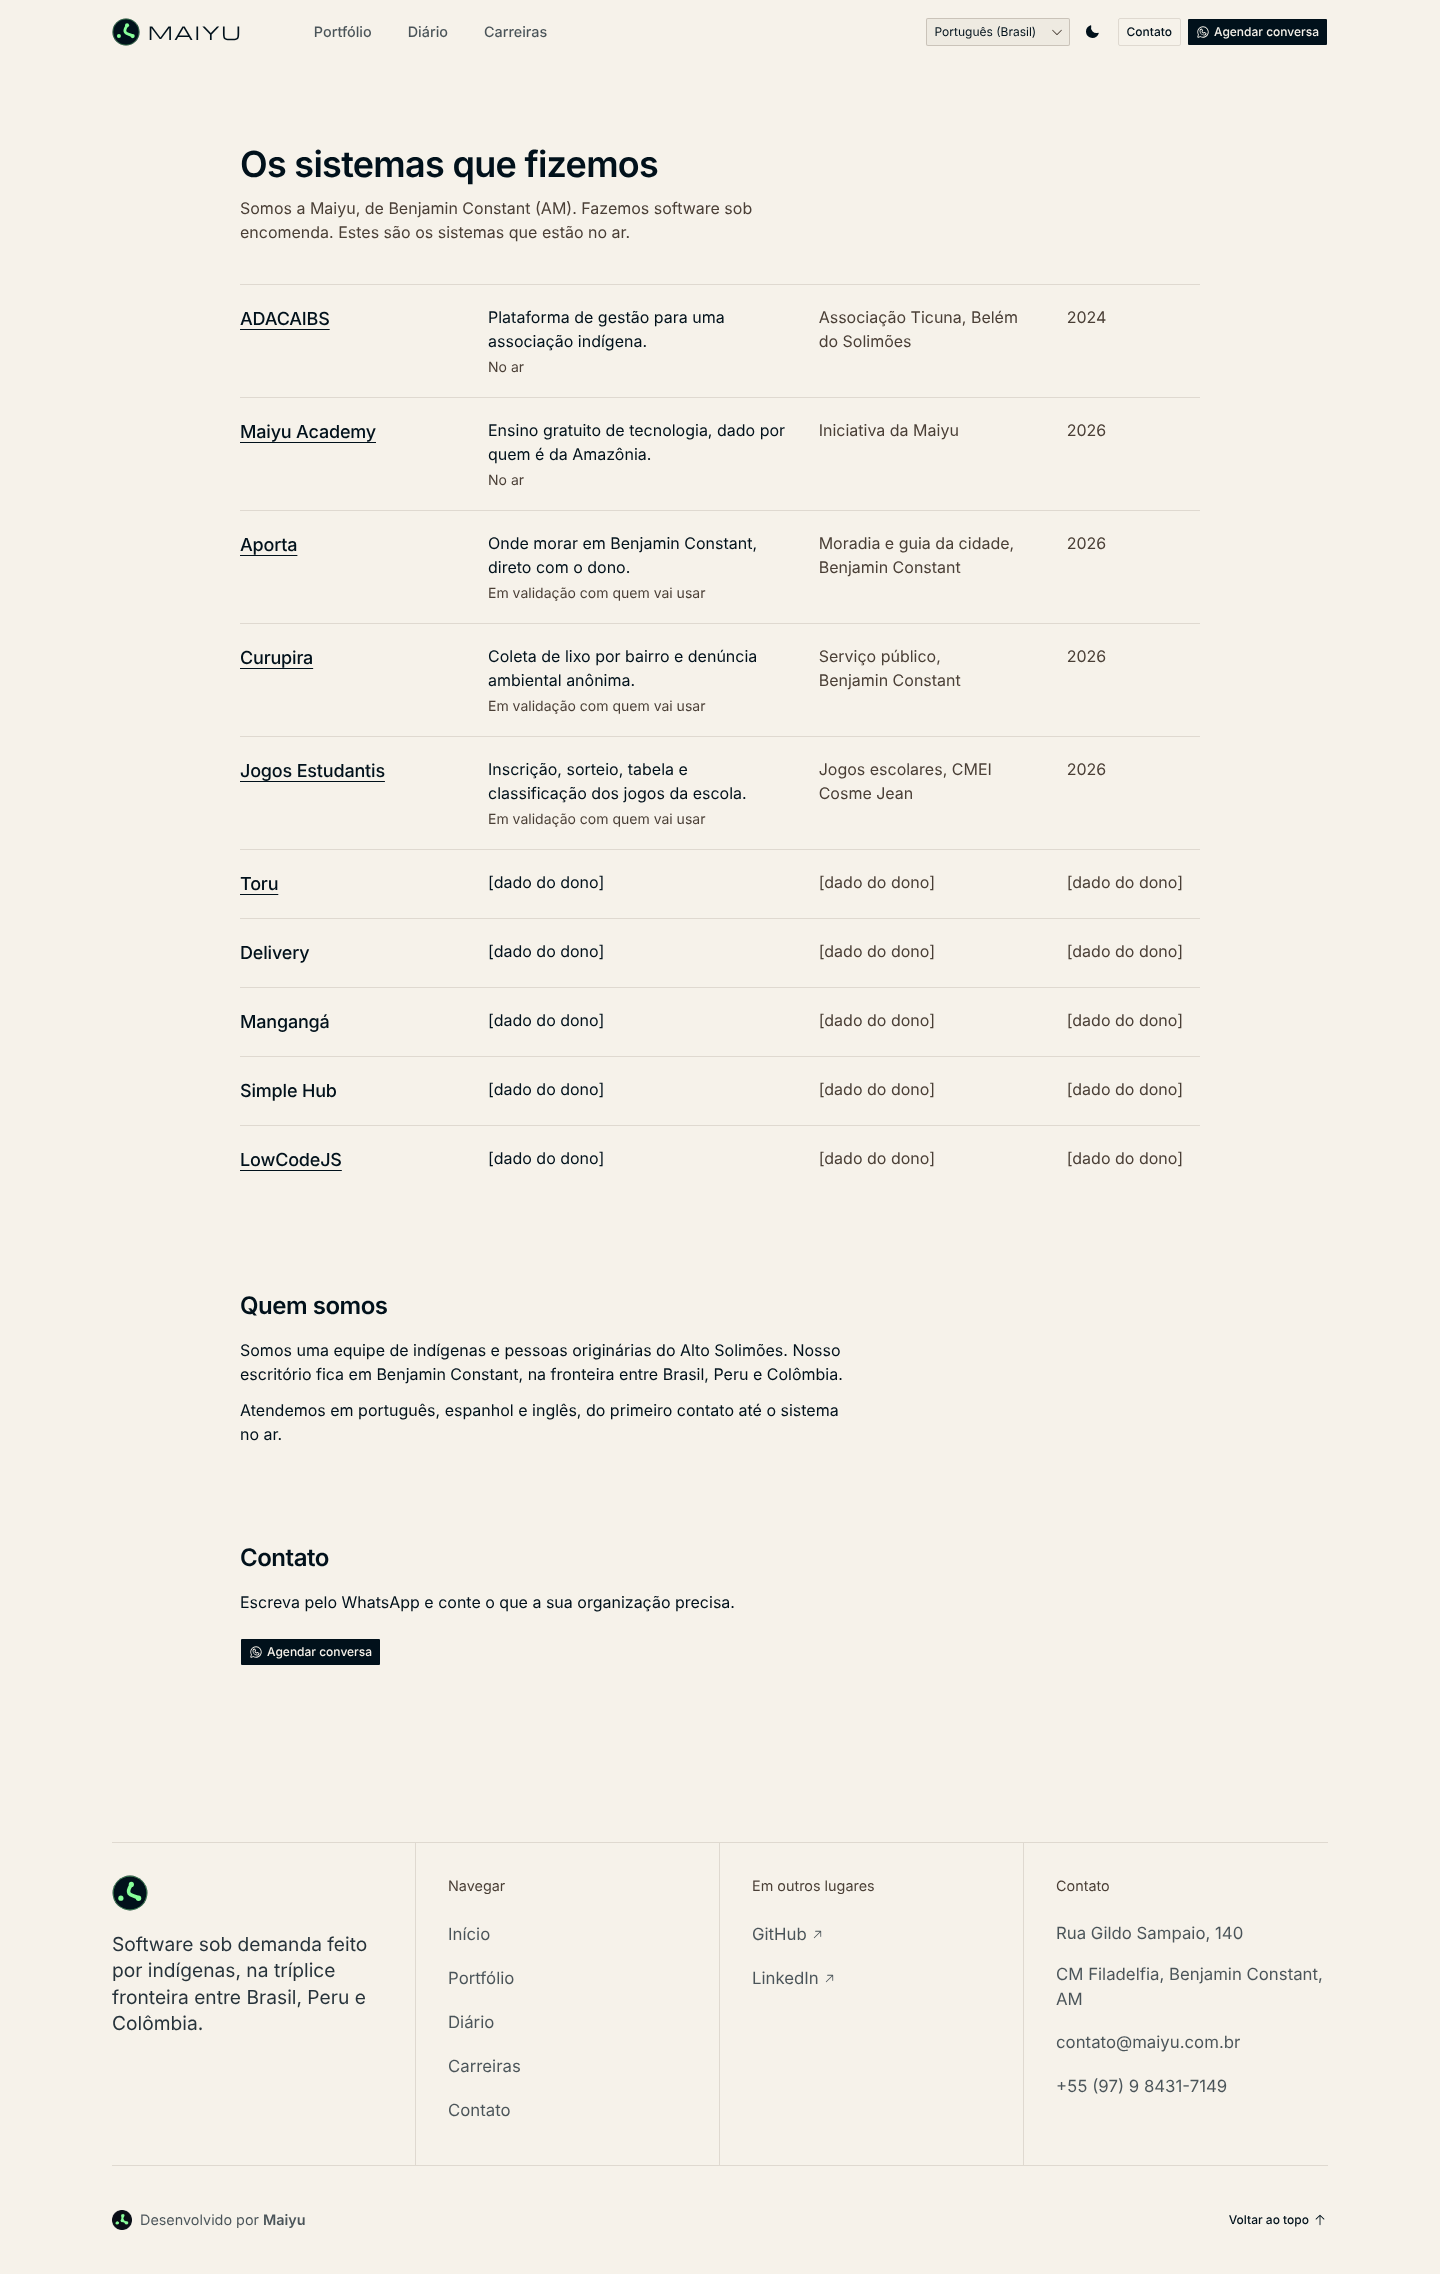 MAIYU
Portfólio
Diário
Carreiras
Português (Brasil)
Contato
Agendar conversa
Os sistemas que fizemos
Somos a Maiyu, de Benjamin Constant (AM). Fazemos software sob
encomenda. Estes são os sistemas que estão no ar.
ADACAIBS
Plataforma de gestão para uma
associação indígena.
No ar
Associação Ticuna, Belém
do Solimões
2024
Maiyu Academy
Ensino gratuito de tecnologia, dado por
quem é da Amazônia.
No ar
Iniciativa da Maiyu
2026
Aporta
Onde morar em Benjamin Constant,
direto com o dono.
Em validação com quem vai usar
Moradia e guia da cidade,
Benjamin Constant
2026
Curupira
Coleta de lixo por bairro e denúncia
ambiental anônima.
Em validação com quem vai usar
Serviço público,
Benjamin Constant
2026
Jogos Estudantis
Inscrição, sorteio, tabela e
classificação dos jogos da escola.
Em validação com quem vai usar
Jogos escolares, CMEI
Cosme Jean
2026
Toru
[dado do dono]
[dado do dono]
[dado do dono]
Delivery
[dado do dono]
[dado do dono]
[dado do dono]
Mangangá
[dado do dono]
[dado do dono]
[dado do dono]
Simple Hub
[dado do dono]
[dado do dono]
[dado do dono]
LowCodeJS
[dado do dono]
[dado do dono]
[dado do dono]
Quem somos
Somos uma equipe de indígenas e pessoas originárias do Alto Solimões. Nosso
escritório fica em Benjamin Constant, na fronteira entre Brasil, Peru e Colômbia.
Atendemos em português, espanhol e inglês, do primeiro contato até o sistema
no ar.
Contato
Escreva pelo WhatsApp e conte o que a sua organização precisa.
Agendar conversa
Software sob demanda feito
por indígenas, na tríplice
fronteira entre Brasil, Peru e
Colômbia.
Navegar
Início
Portfólio
Diário
Carreiras
Contato
Em outros lugares
GitHub ↗
LinkedIn ↗
Contato
Rua Gildo Sampaio, 140
CM Filadelfia, Benjamin Constant,
AM
contato@maiyu.com.br
+55 (97) 9 8431-7149
Desenvolvido por Maiyu
Voltar ao topo ↑